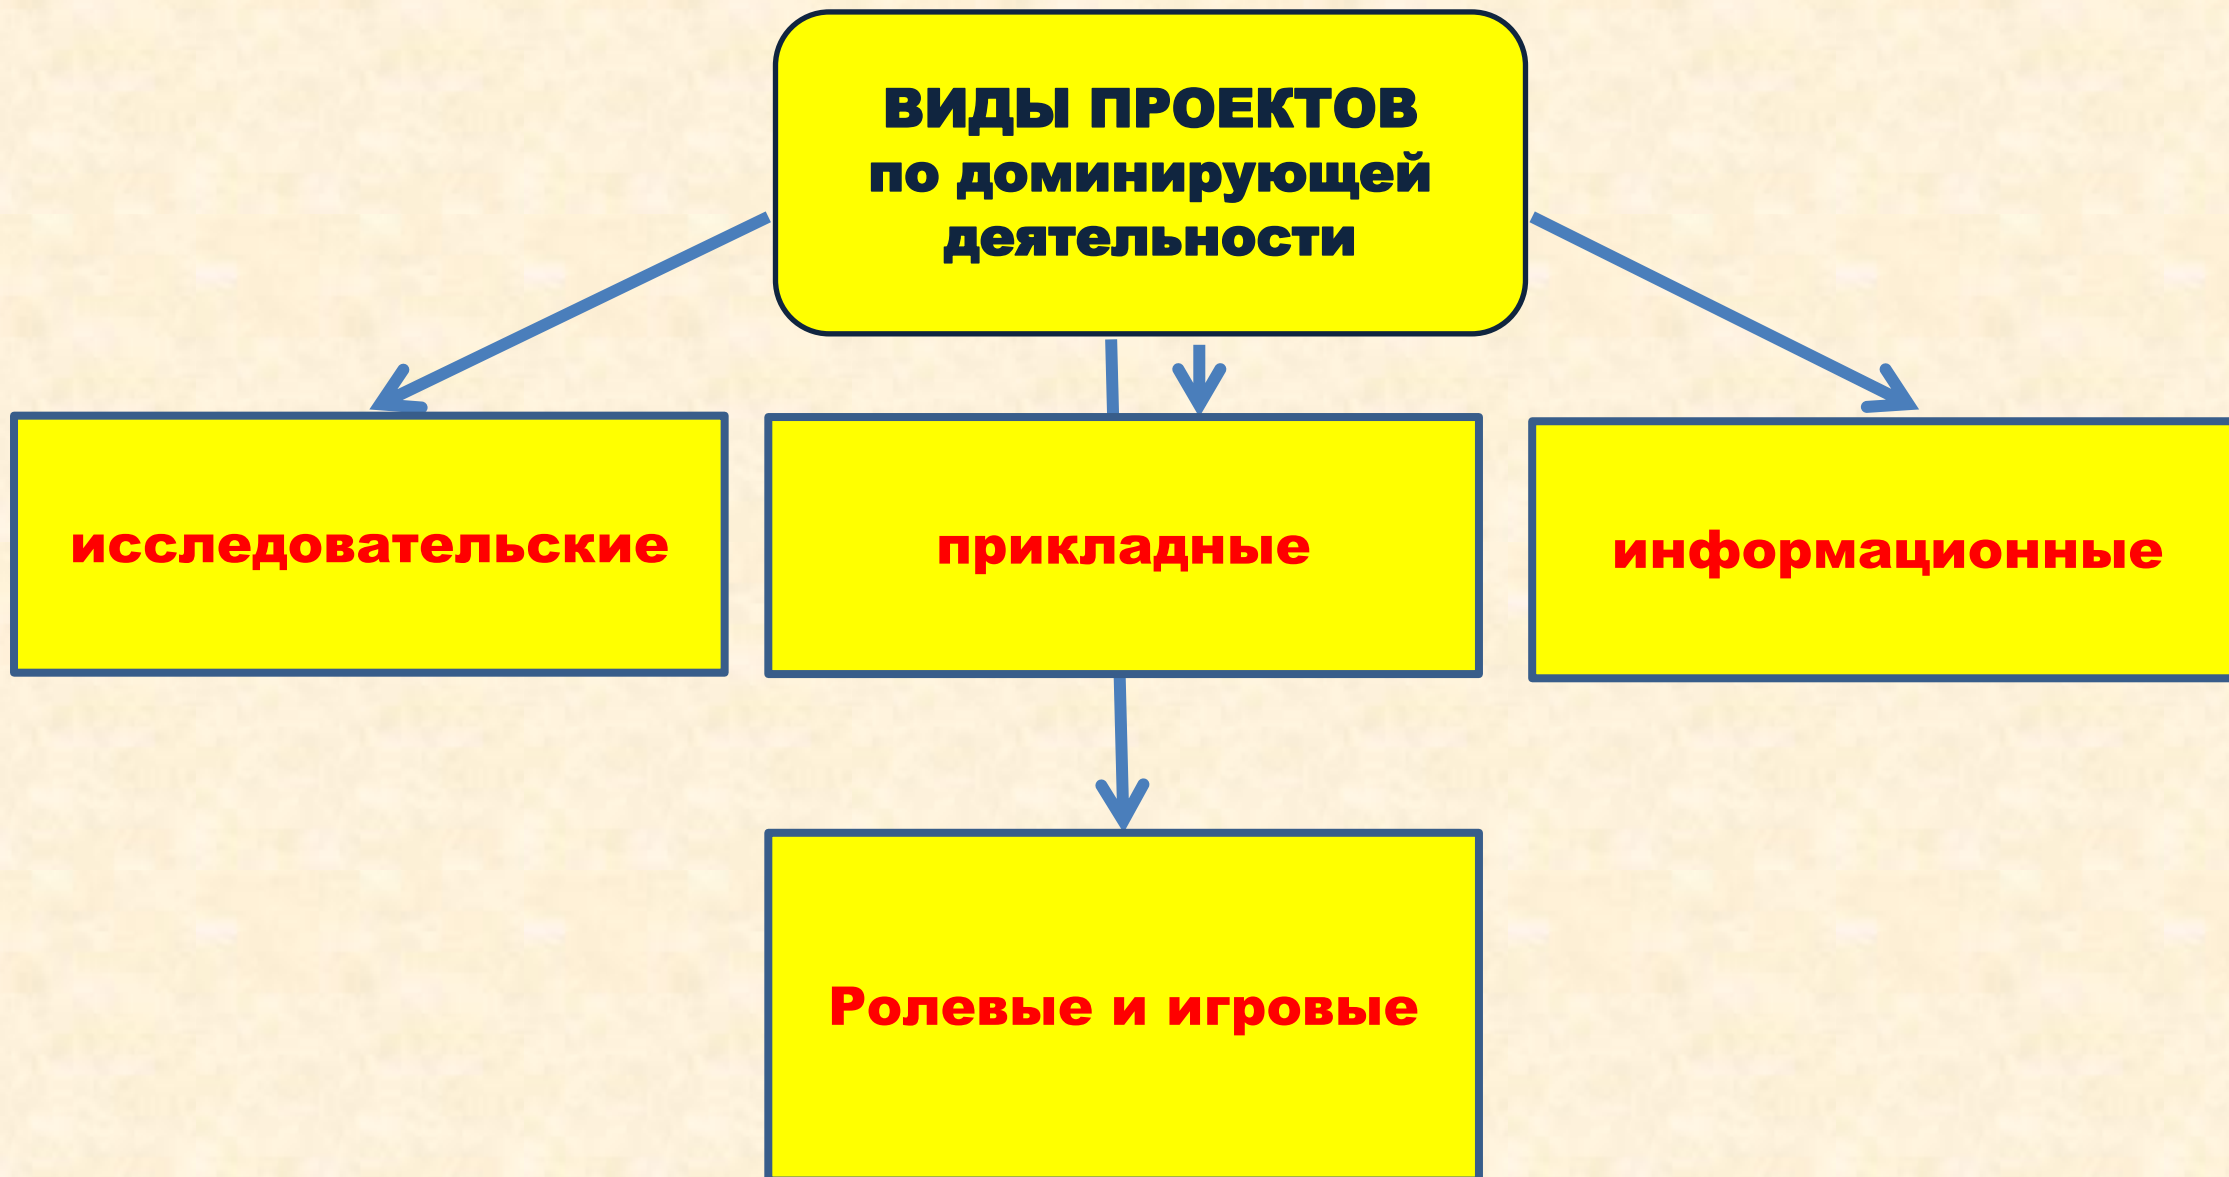 ВИДЫ ПРОЕКТОВ
по доминирующей
деятельности
исследовательские
прикладные
информационные
Ролевые и игровые